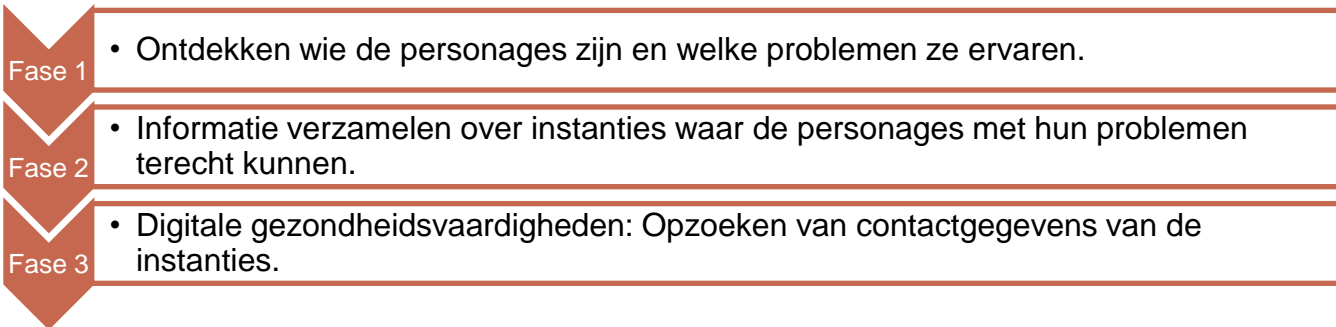 Fase 1
• Ontdekken wie de personages zijn en welke problemen ze ervaren.
Fase 2
• Informatie verzamelen over instanties waar de personages met hun problemen
terecht kunnen.
Fase 3
• Digitale gezondheidsvaardigheden: Opzoeken van contactgegevens van de
instanties.